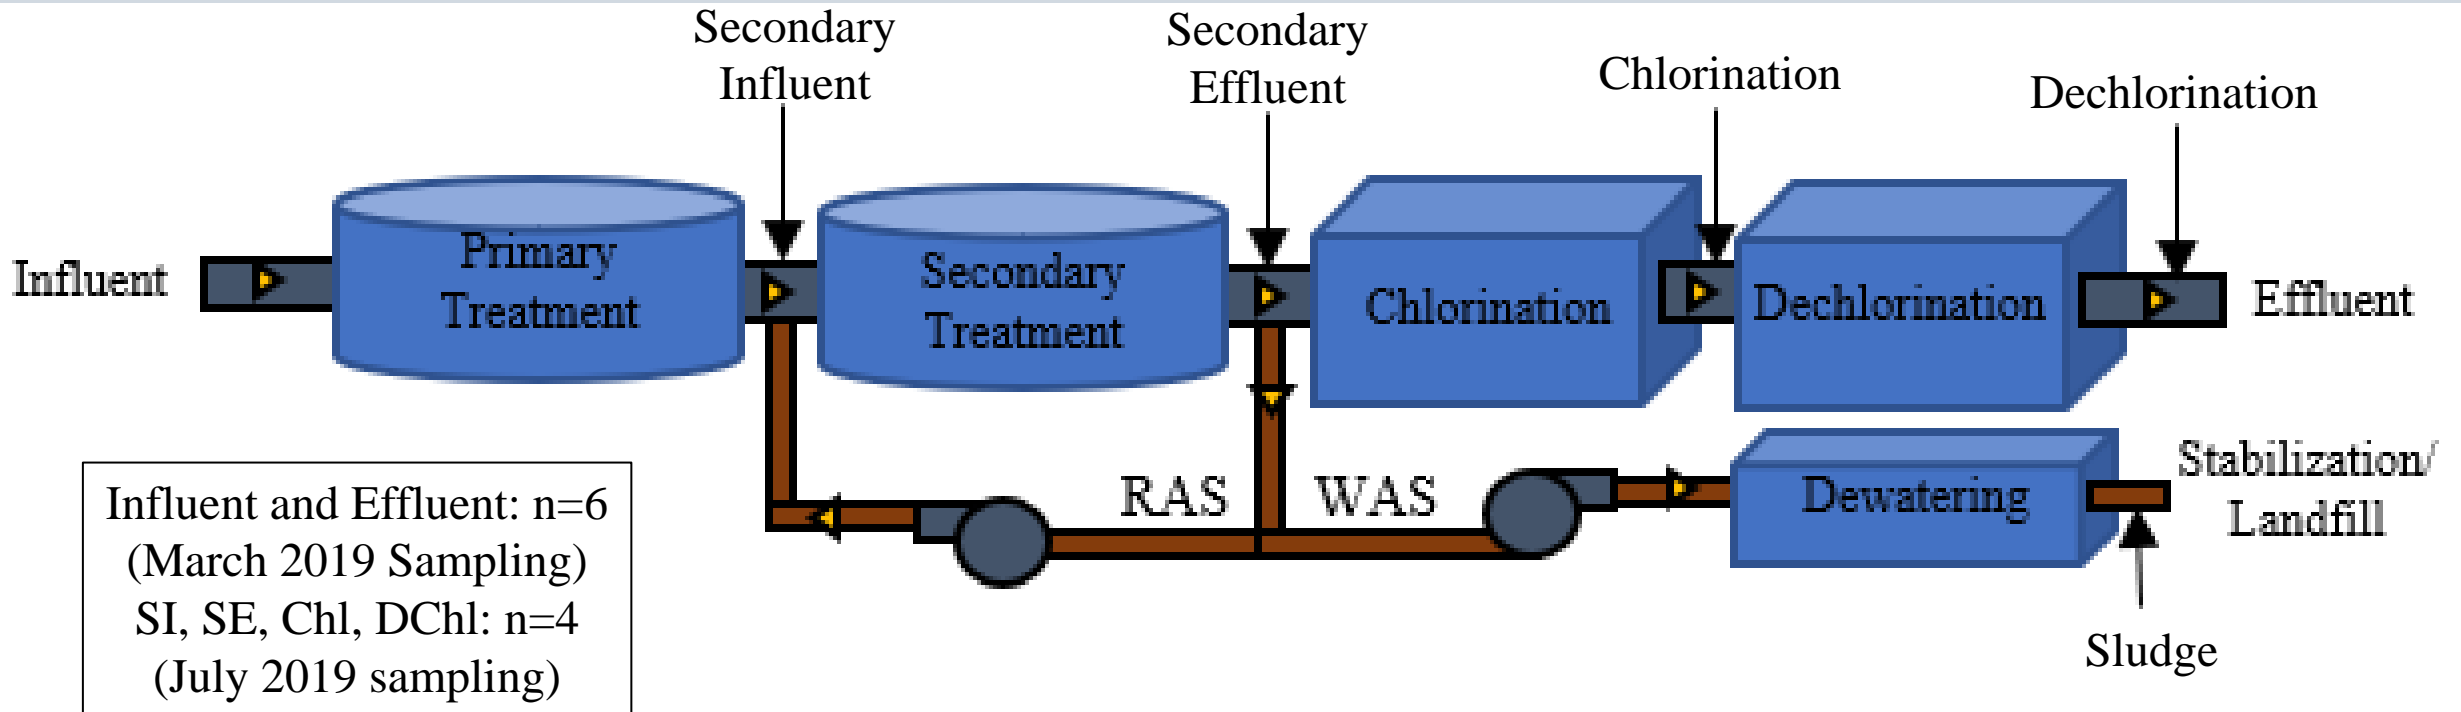 Secondary
Influent
Secondary
Effluent
Chlorination
Dechlorination
Influent
Primary
Treatment
Secondary
Treatment
Chlorination
Dechlorination
Effluent
RAS
WAS
Dewatering
Stabilization/
Landfill
Sludge
Influent and Effluent: n=6
(March 2019 Sampling)
SI, SE, Chl, DChl: n=4
(July 2019 sampling)